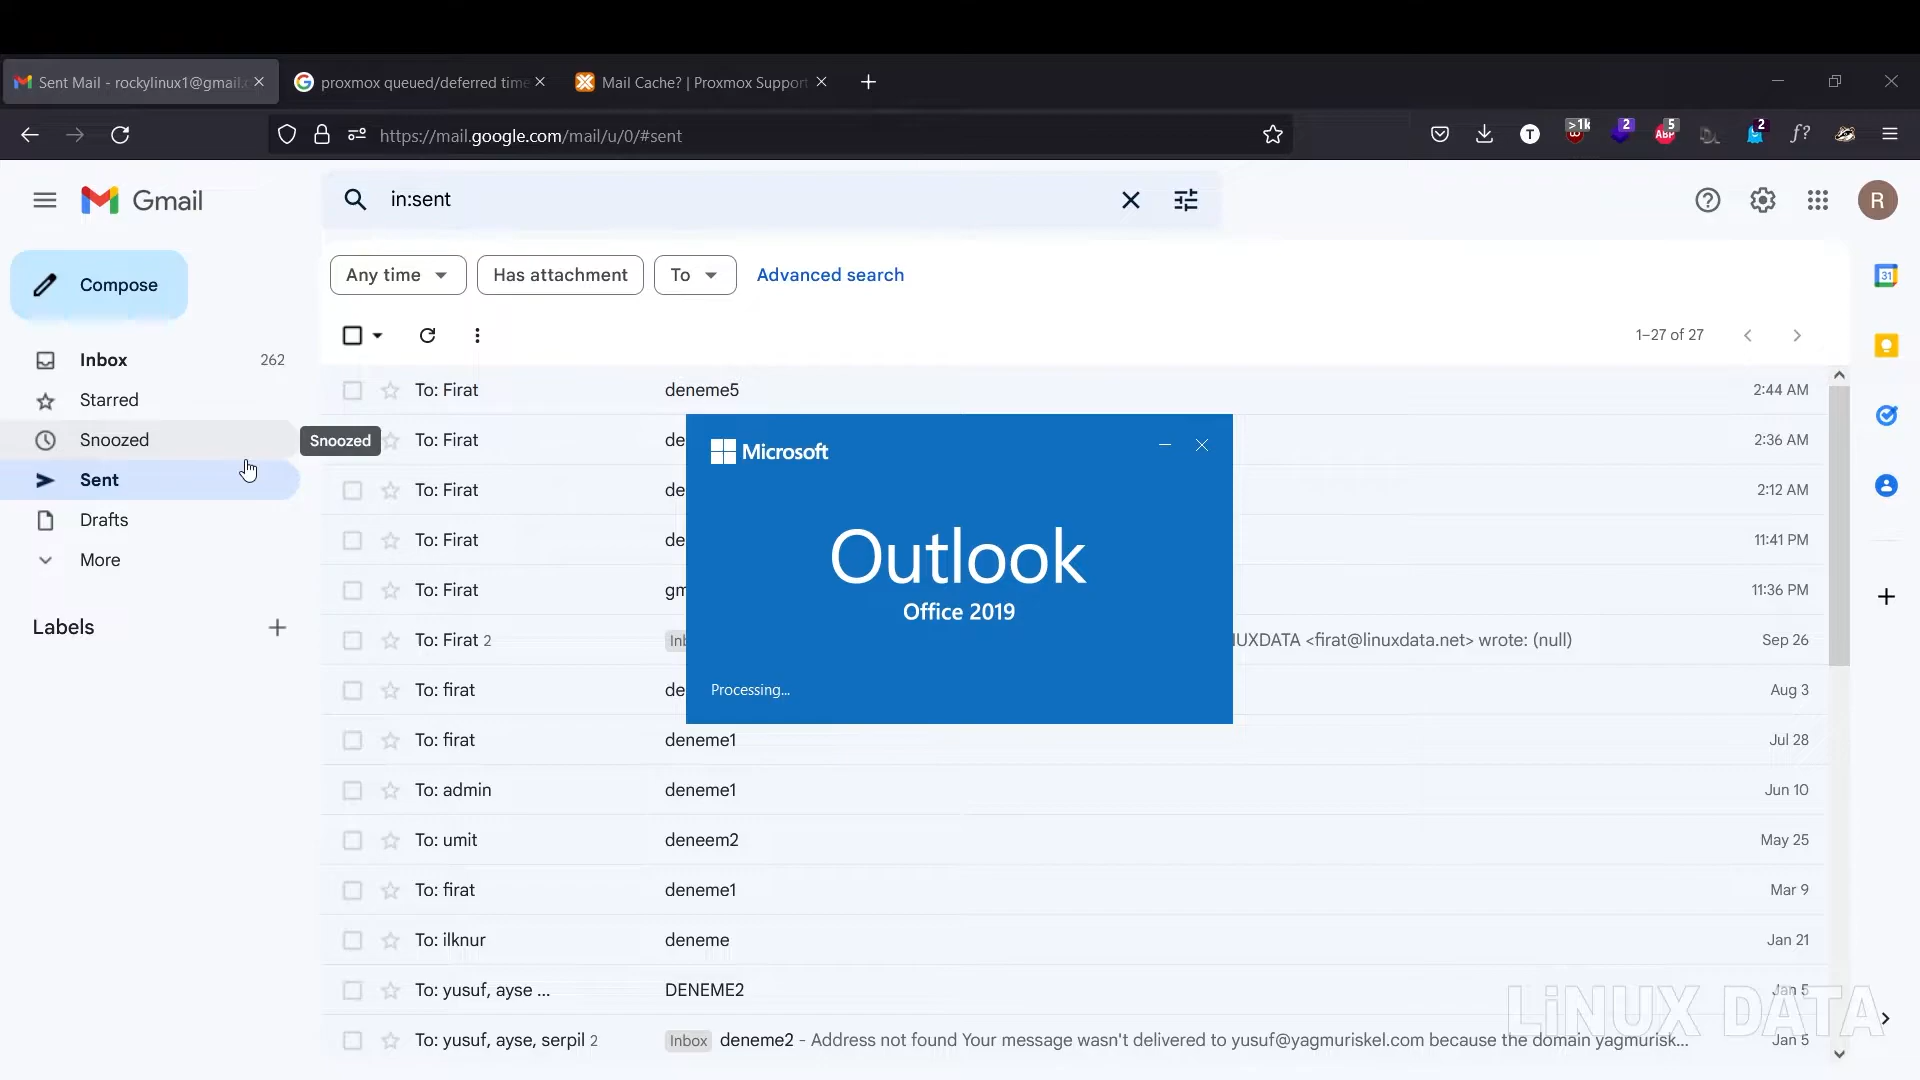 Sent Mail - rockylinux1@gmail.c
proxmox queued/deferred time
Mail Cache? | Proxmox Support
https://mail.google.com/mail/u/0/#sent
T
>1k
2
ABP
5
2
f?
Gmail
in:sent
R
Compose
Any time
Has attachment
To
Advanced search
31
1–27 of 27
Inbox 262
Starred
Snoozed
Snoozed
Sent
Drafts
More
Labels
To: Firat deneme5 2:44 AM
To: Firat de 2:36 AM
To: Firat de 2:12 AM
To: Firat de 11:41 PM
To: Firat gm 11:36 PM
To: Firat 2 Inb UXDATA <firat@linuxdata.net> wrote: (null) Sep 26
To: firat de Aug 3
Microsoft
Outlook
Office 2019
Processing...
To: firat deneme1 Jul 28
To: admin deneme1 Jun 10
To: umit deneem2 May 25
To: firat deneme1 Mar 9
To: ilknur deneme Jan 21
To: yusuf, ayse ... DENEME2 Jan 5
LiNUX DATA
To: yusuf, ayse, serpil 2 Inbox deneme2 - Address not found Your message wasn't delivered to yusuf@yagmuriskel.com because the domain yagmurisk... Jan 5